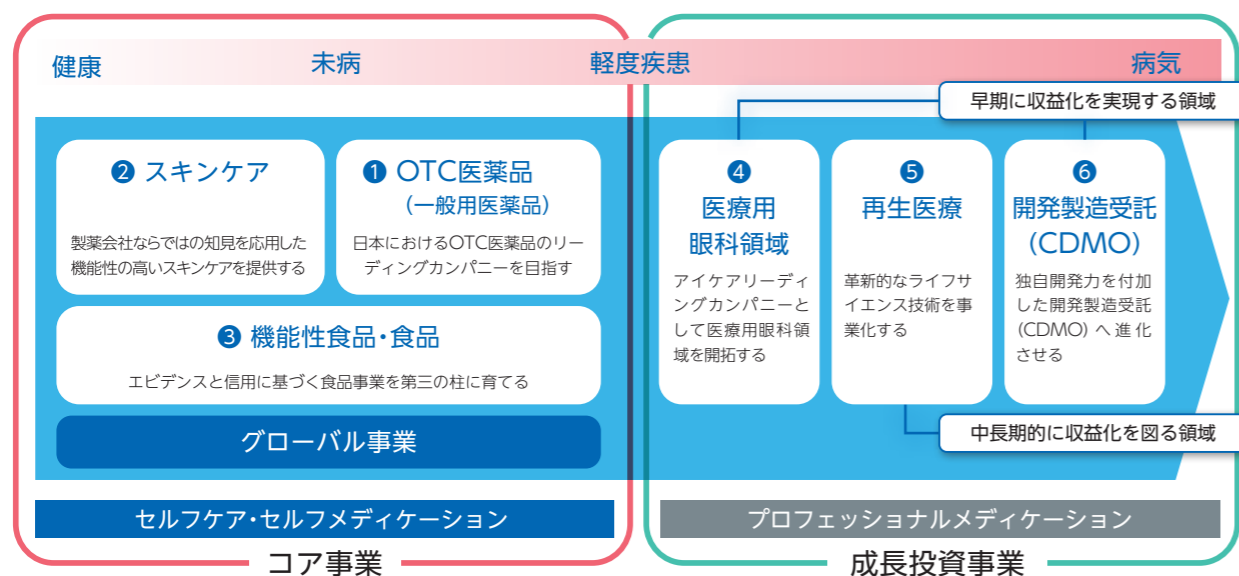 健康
未病
軽度疾患
病気
早期に収益化を実現する領域
❷ スキンケア
製薬会社ならではの知見を応用した
機能性の高いスキンケアを提供する
❶ OTC医薬品
(一般用医薬品)
日本におけるOTC医薬品のリー
ディングカンパニーを目指す
❸ 機能性食品・食品
エビデンスと信用に基づく食品事業を第三の柱に育てる
グローバル事業
❹
医療用
眼科領域
アイケアリーディ
ングカンパニーと
して医療用眼科領
域を開拓する
❺
再生医療
革新的なライフサ
イエンス技術を事
業化する
❻
開発製造受託
(CDMO)
独自開発力を付加
した開発製造受託
(CDMO)へ進化
させる
中長期的に収益化を図る領域
セルフケア・セルフメディケーション
プロフェッショナルメディケーション
コア事業
成長投資事業